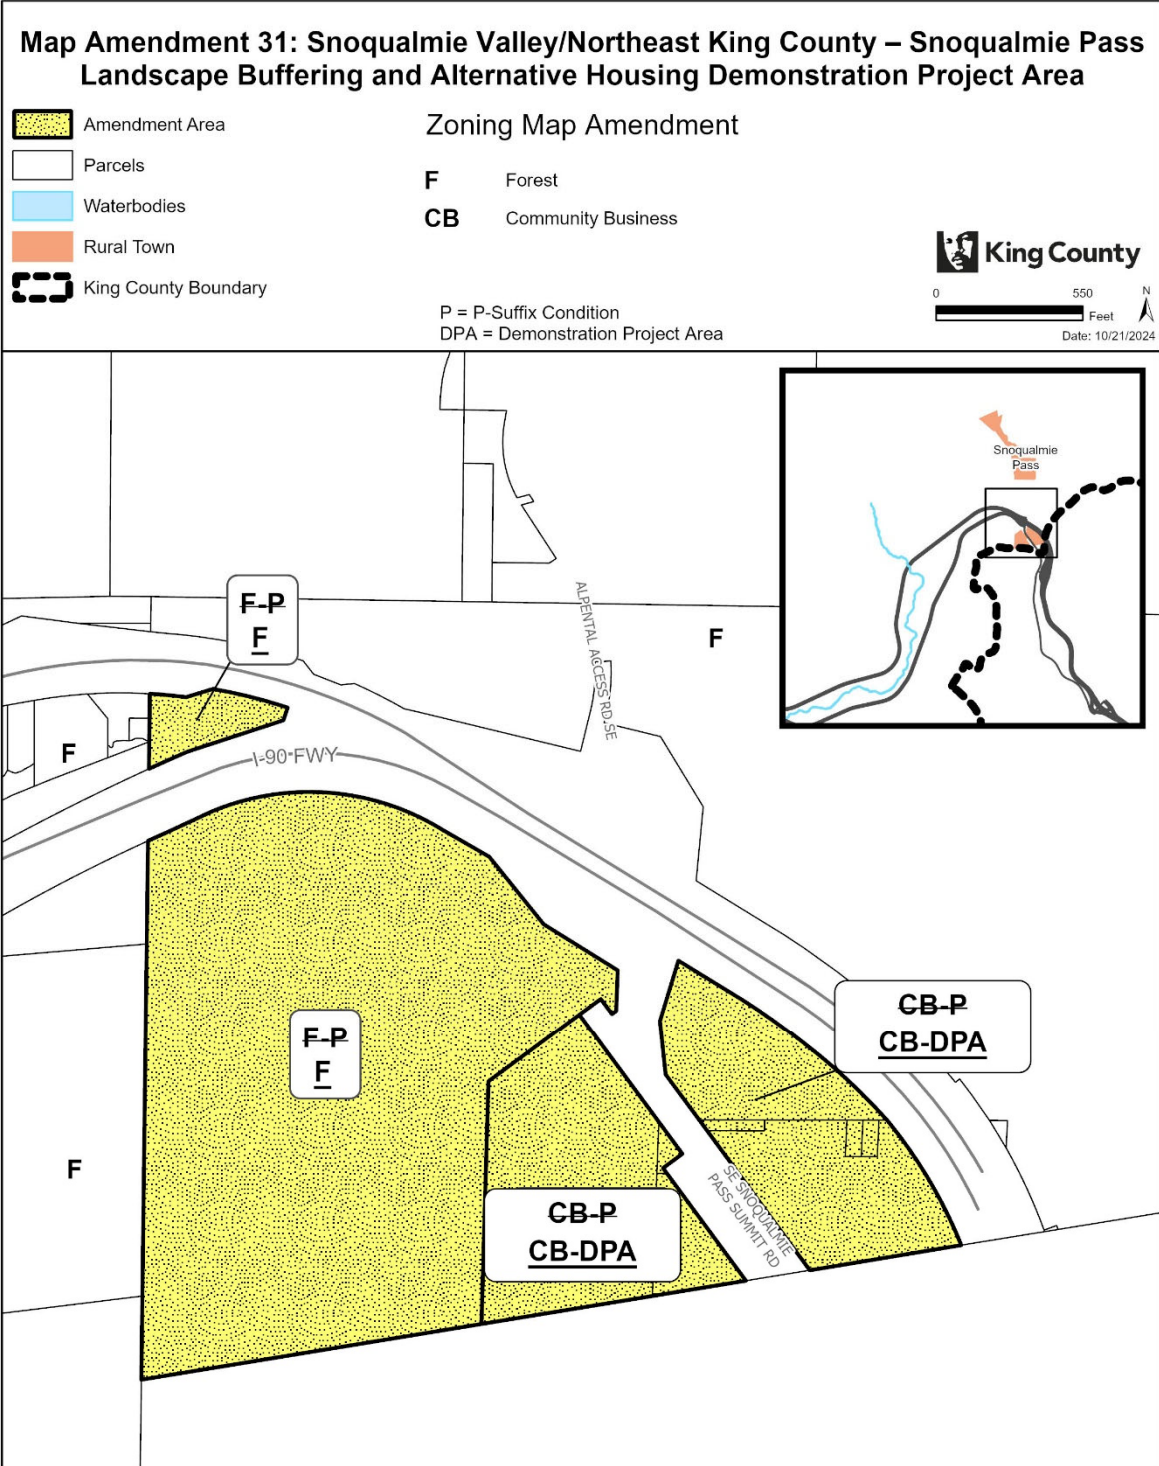 Map Amendment 31: Snoqualmie Valley/Northeast King County – Snoqualmie Pass
Landscape Buffering and Alternative Housing Demonstration Project Area
Amendment Area
Parcels
Waterbodies
Rural Town
King County Boundary
Zoning Map Amendment
F Forest
CB Community Business
P = P-Suffix Condition
DPA = Demonstration Project Area
King County
0 550
Feet
N
Date: 10/21/2024
Snoqualmie
Pass
F-P
F
ALPENTAL ACCESS RD SE
F
F
I-90 FWY
CB-P
CB-DPA
F-P
F
F
CB-P
CB-DPA
SE SNOQUALMIE
PASS SUMMIT RD